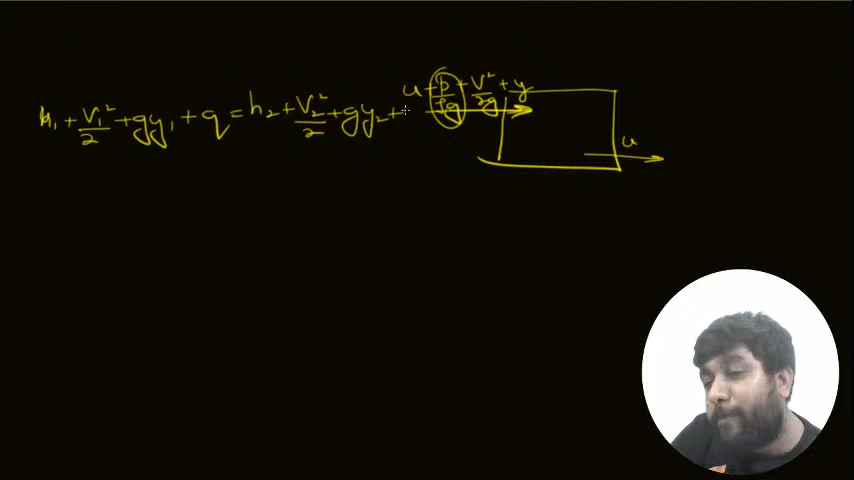 u + p/ρg + V²/2g + y
h₁ + V₁²/2 + gy₁ + q = h₂ + V₂²/2 + gy₂ +
u